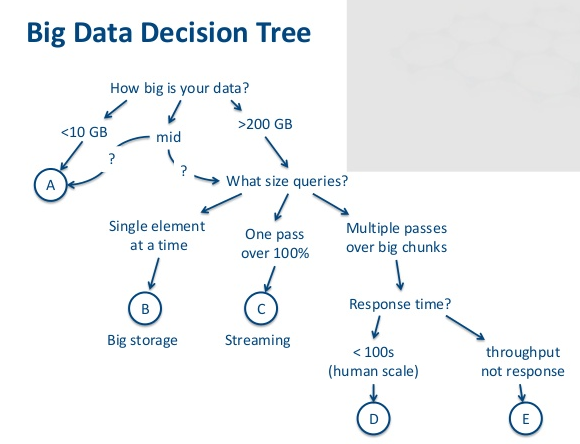 Big Data Decision Tree
How big is your data?
<10 GB
mid
>200 GB
?
?
A
What size queries?
Single element
at a time
One pass
over 100%
Multiple passes
over big chunks
B
C
Response time?
Big storage
Streaming
< 100s
(human scale)
throughput
not response
D
E